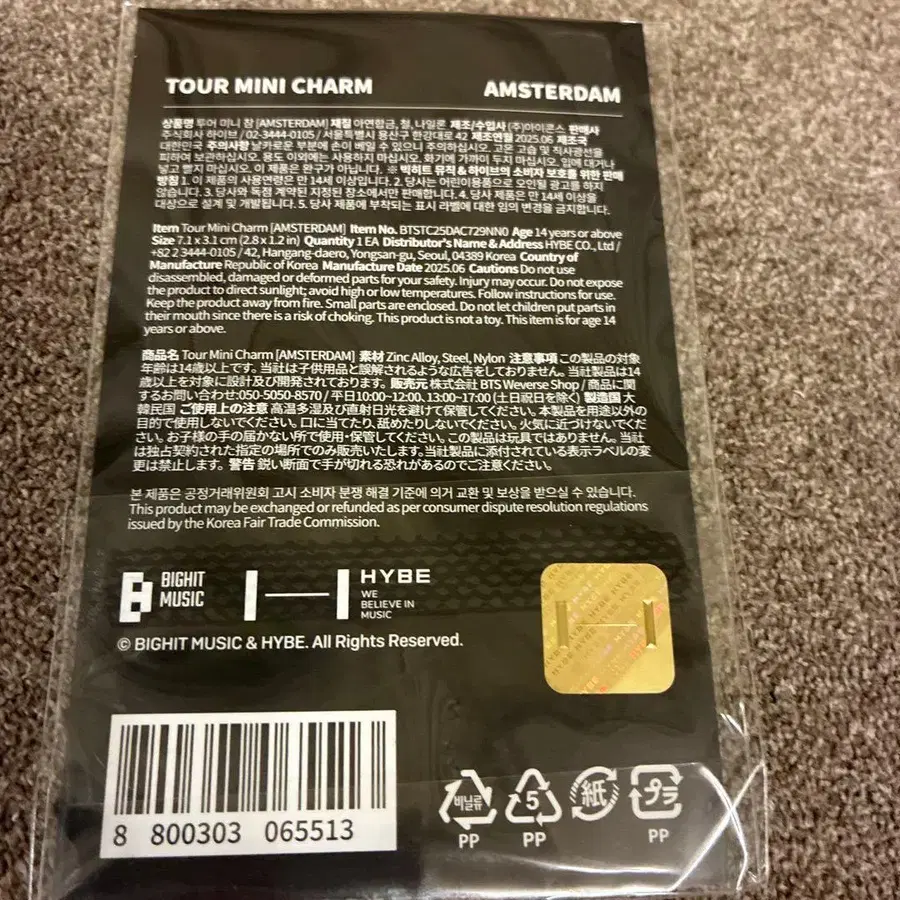 TOUR MINI CHARM
AMSTERDAM
상품명 투어 미니 참 [AMSTERDAM] 재질 아연합금, 철, 나일론 제조/수입사 (주)아이콘스 판매사
주식회사 하이브 / 02-3444-0105 / 서울특별시 용산구 한강대로 42 제조연월 2025.06 제조국
대한민국 주의사항 날카로운 부분에 손이 베일 수 있으니 주의하십시오. 고온 고습 및 직사광선을
피하여 보관하십시오. 용도 이외에는 사용하지 마십시오. 화기에 가까이 두지 마십시오. 입에 대거나
넣고 빨지 마십시오. 이 제품은 완구가 아닙니다. ※ 빅히트 뮤직 & 하이브의 소비자 보호를 위한 판매
방침 1. 이 제품의 사용연령은 만 14세 이상입니다. 2. 당사는 어린이용품으로 오인될 광고를 하지
않습니다. 3. 당사와 독점 계약된 지정된 장소에서만 판매합니다. 4. 당사 제품은 만 14세 이상을
대상으로 설계 및 개발됩니다. 5. 당사 제품에 부착되는 표시 라벨에 대한 임의 변경을 금지합니다.
Item Tour Mini Charm [AMSTERDAM] Item No. BTSTC25DAC729NN0 Age 14 years or above
Size 7.1 x 3.1 cm (2.8 x 1.2 in) Quantity 1 EA Distributor's Name & Address HYBE CO., Ltd /
+82 2 3444-0105 / 42, Hangang-daero, Yongsan-gu, Seoul, 04389 Korea Country of
Manufacture Republic of Korea Manufacture Date 2025.06 Cautions Do not use
disassembled, damaged or deformed parts for your safety. Injury may occur. Do not expose
the product to direct sunlight; avoid high or low temperatures. Follow instructions for use.
Keep the product away from fire. Small parts are enclosed. Do not let children put parts in
their mouth since there is a risk of choking. This product is not a toy. This item is for age 14
years or above.
商品名 Tour Mini Charm [AMSTERDAM] 素材 Zinc Alloy, Steel, Nylon 注意事項 この製品の対象
年齢は14歳以上です。当社は子供用品と誤解されるような広告をしておりません。当社製品は14
歳以上を対象に設計及び開発されております。 販売元 株式会社 BTS Weverse Shop / 商品に関
するお問い合わせ:050-5050-8570 / 平日10:00~12:00、13:00~17:00 (土日祝日を除く) 製造国 大
韓民国 ご使用上の注意 高温多湿及び直射日光を避けて保管してください。本製品を用途以外の
目的で使用しないでください。口に当てたり、舐めたりしないでください。火気に近づけないでくだ
さい。お子様の手の届かない所で使用・保管してください。この製品は玩具ではありません。当社
は独占契約された指定の場所でのみ販売いたします。当社製品に添付されている表示ラベルの変
更は禁止します。 警告 鋭い断面で手が切れる恐れがあるのでご注意ください。
본 제품은 공정거래위원회 고시 소비자 분쟁 해결 기준에 의거 교환 및 보상을 받으실 수 있습니다.
This product may be exchanged or refunded as per consumer dispute resolution regulations
issued by the Korea Fair Trade Commission.
BIGHIT
MUSIC
HYBE
WE
BELIEVE IN
MUSIC
© BIGHIT MUSIC & HYBE. All Rights Reserved.
HYBE HYBE HYBE
8 800303 065513
비닐류
PP
5
PP
紙
プラ
PP